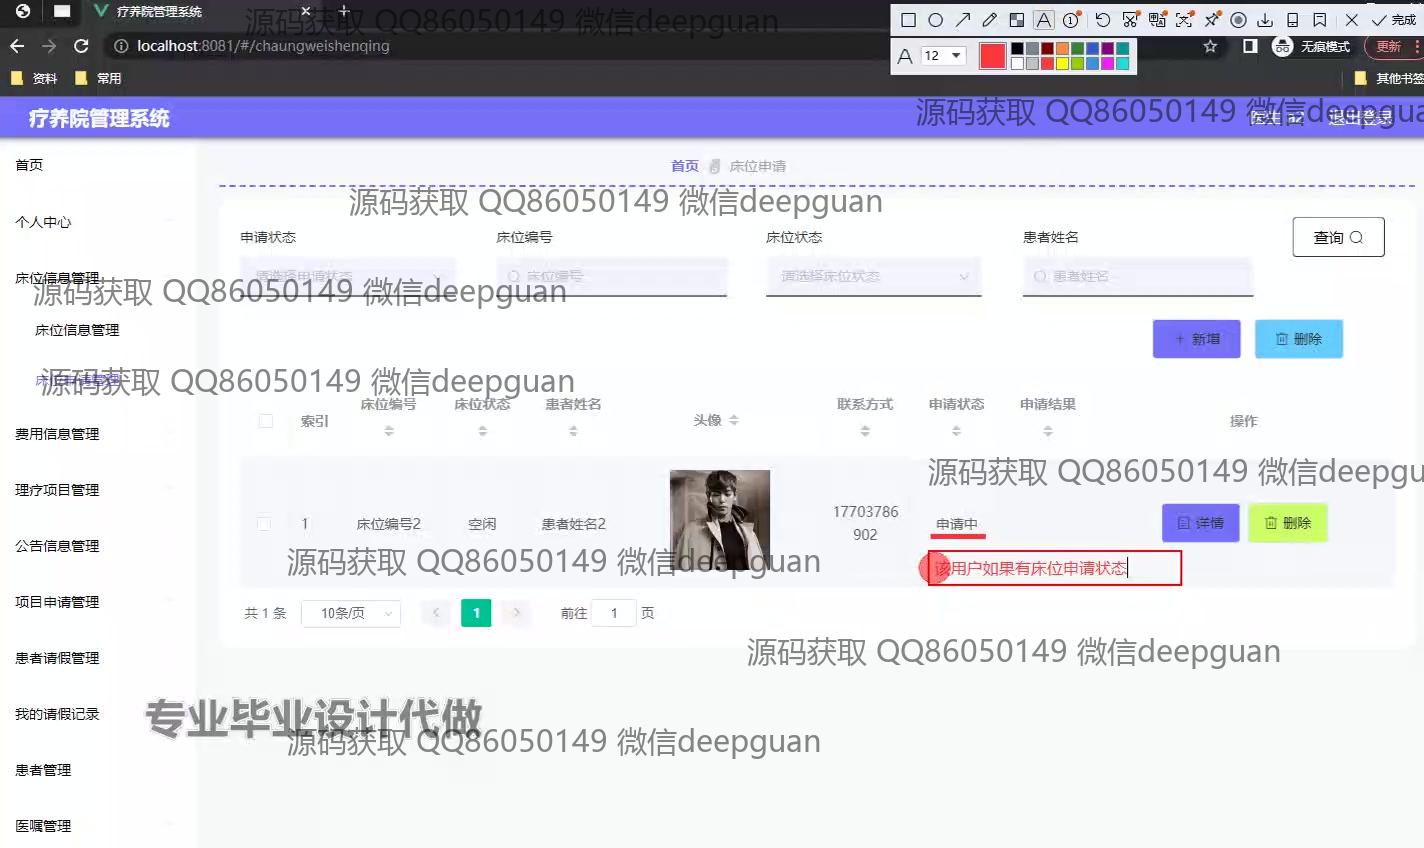 疗养院管理系统
源码获取 QQ86050149 微信deepguan
完成
localhost:8081/#/chaungweishenqing
12
无痕模式
更新
资料
常用
其他书签
疗养院管理系统
源码获取 QQ86050149 微信deepgua
医生 a2
退出登录
首页
首页
床位申请
源码获取 QQ86050149 微信deepguan
个人中心
申请状态
床位编号
床位状态
患者姓名
查询
请选择申请状态
床位编号
请选择床位状态
患者姓名
床位信息管理
源码获取 QQ86050149 微信deepguan
床位信息管理
+ 新增
删除
床位申请管理
源码获取 QQ86050149 微信deepguan
索引
床位编号
床位状态
患者姓名
头像
联系方式
申请状态
申请结果
操作
费用信息管理
源码获取 QQ86050149 微信deepgu
理疗项目管理
1
床位编号2
空闲
患者姓名2
17703786
902
申请中
详情
删除
公告信息管理
源码获取 QQ86050149 微信deepguan
该用户如果有床位申请状态
项目申请管理
共 1 条
10条/页
1
前往
1
页
患者请假管理
源码获取 QQ86050149 微信deepguan
我的请假记录
专业毕业设计代做
源码获取 QQ86050149 微信deepguan
患者管理
医嘱管理